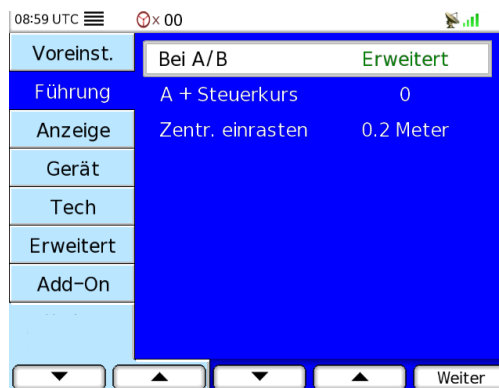 08:59 UTC × 00
Voreinst.
Bei A/B Erweitert
Führung
A + Steuerkurs 0
Anzeige
Zentr. einrasten 0.2 Meter
Gerät
Tech
Erweitert
Add-On
Weiter